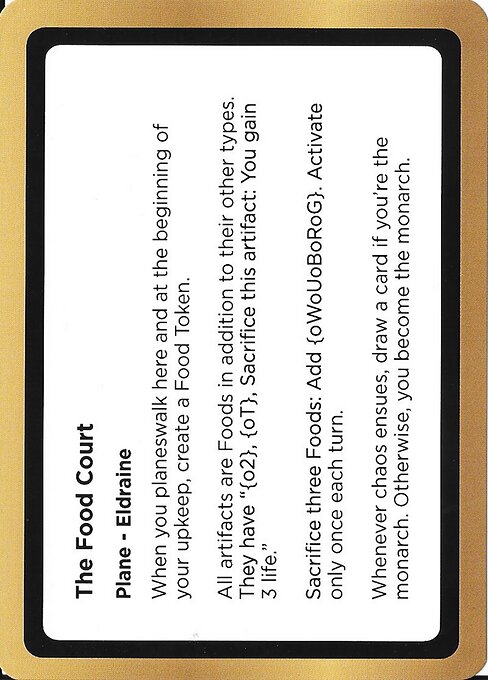 The Food Court
Plane - Eldraine
When you planeswalk here and at the beginning of
your upkeep, create a Food Token.
All artifacts are Foods in addition to their other types.
They have “{o2}, {oT}, Sacrifice this artifact: You gain
3 life.”
Sacrifice three Foods: Add {oWoUoBoRoG}. Activate
only once each turn.
Whenever chaos ensues, draw a card if you're the
monarch. Otherwise, you become the monarch.